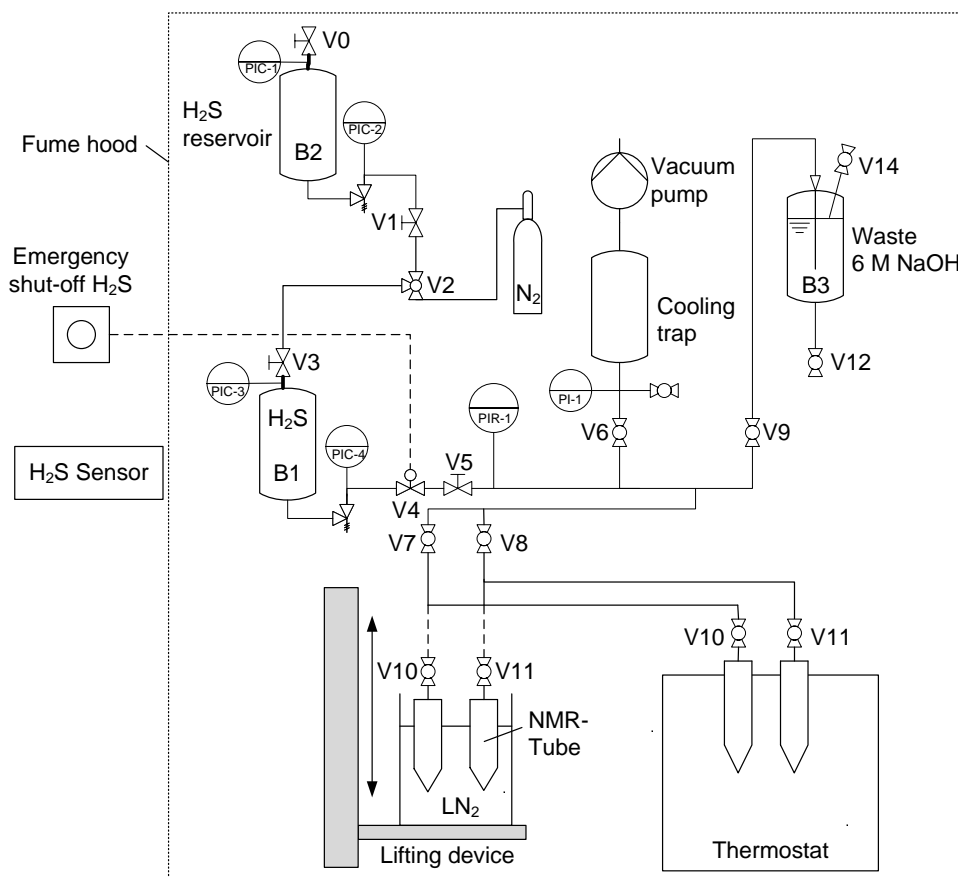 V0
PIC-1
H₂S
reservoir
PIC-2
B2
Fume hood
V1
Vacuum
pump
V14
Waste
6 M NaOH
B3
Emergency
shut-off H₂S
V2
N₂
Cooling
trap
V3
V12
PIC-3
PI-1
H₂S
PIR-1
V6
V9
H₂S Sensor
B1
PIC-4
V5
V4
V7
V8
V10
V11
V10
V11
NMR-
Tube
LN₂
Lifting device
Thermostat